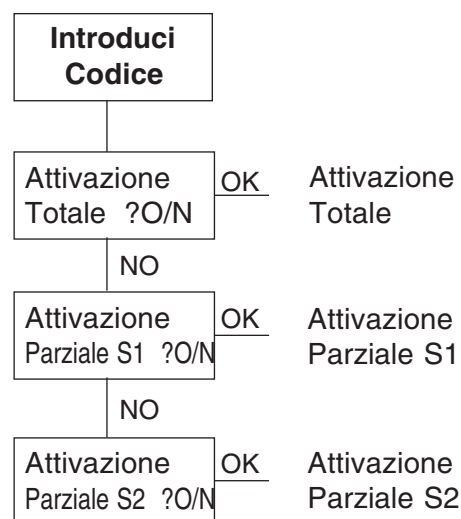 Introduci
Codice
Attivazione
Totale ?O/N
OK
Attivazione
Totale
NO
Attivazione
Parziale S1 ?O/N
OK
Attivazione
Parziale S1
NO
Attivazione
Parziale S2 ?O/N
OK
Attivazione
Parziale S2